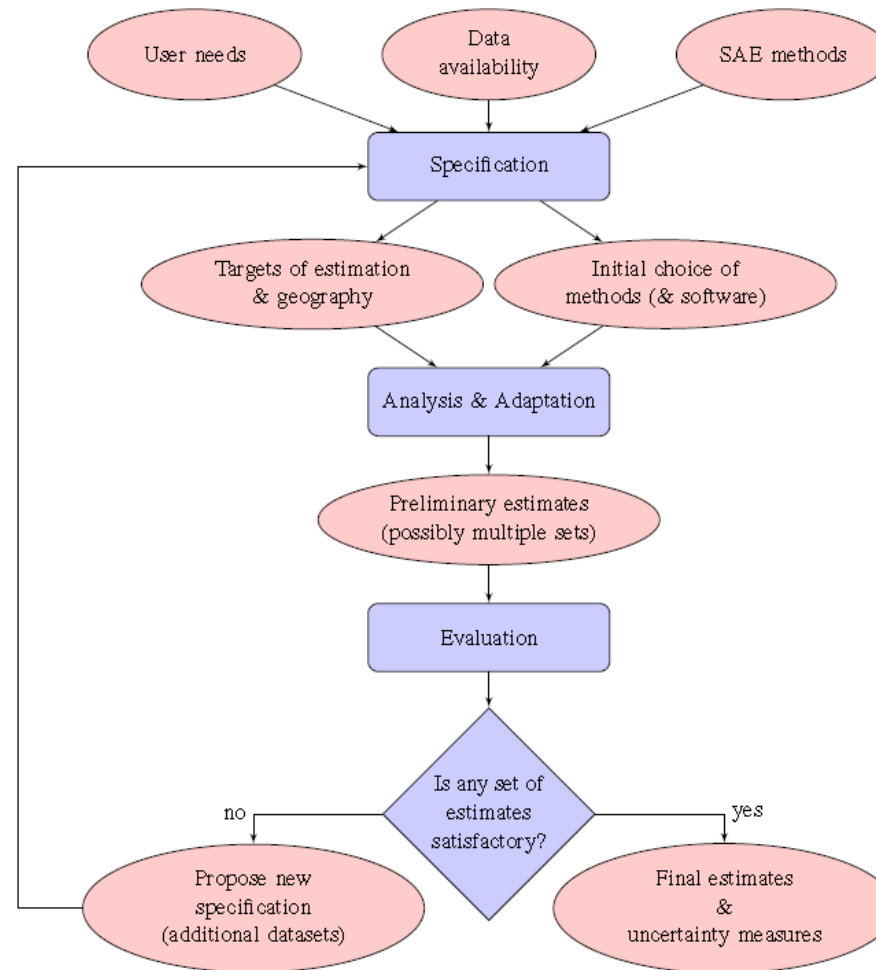 User needs
Data
availability
SAE methods
Specification
Targets of estimation
& geography
Initial choice of
methods (& software)
Analysis & Adaptation
Preliminary estimates
(possibly multiple sets)
Evaluation
Is any set of
estimates
satisfactory?
no
yes
Propose new
specification
(additional datasets)
Final estimates
&
uncertainty measures